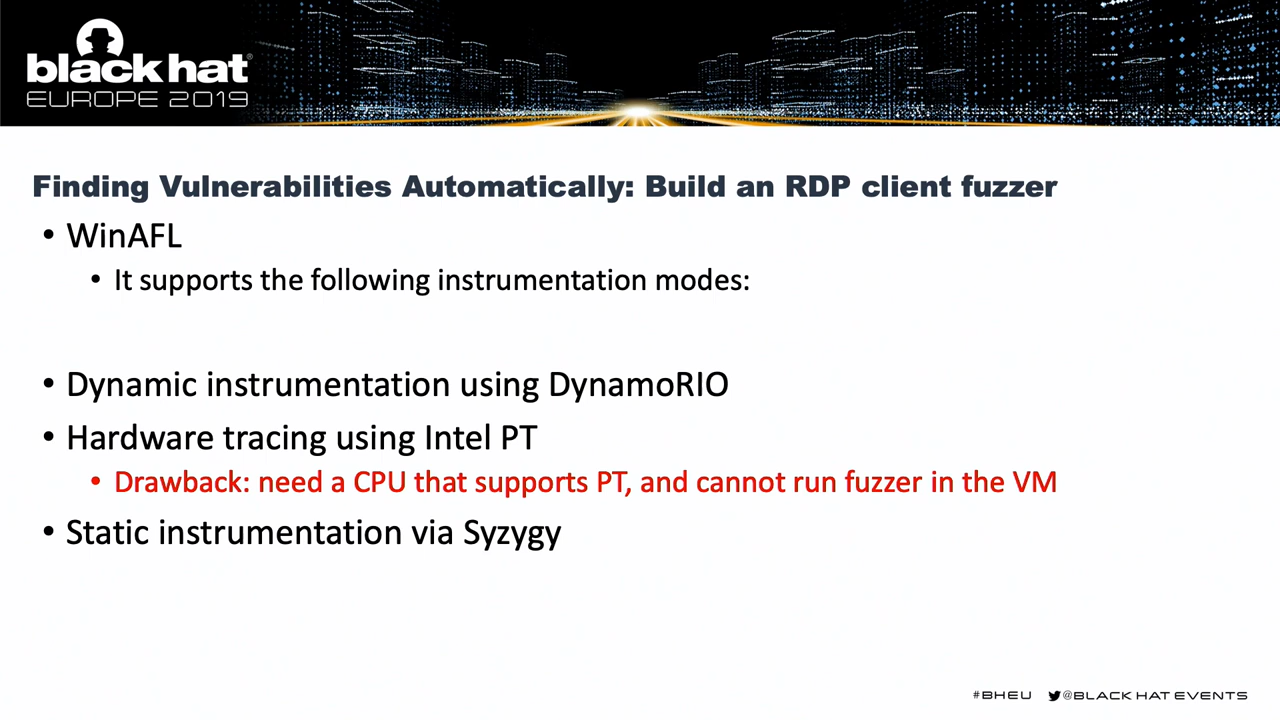 black hat
EUROPE 2019
Finding Vulnerabilities Automatically: Build an RDP client fuzzer
• WinAFL
• It supports the following instrumentation modes:
• Dynamic instrumentation using DynamoRIO
• Hardware tracing using Intel PT
• Drawback: need a CPU that supports PT, and cannot run fuzzer in the VM
• Static instrumentation via Syzygy
#BHEU @BLACK HAT EVENTS